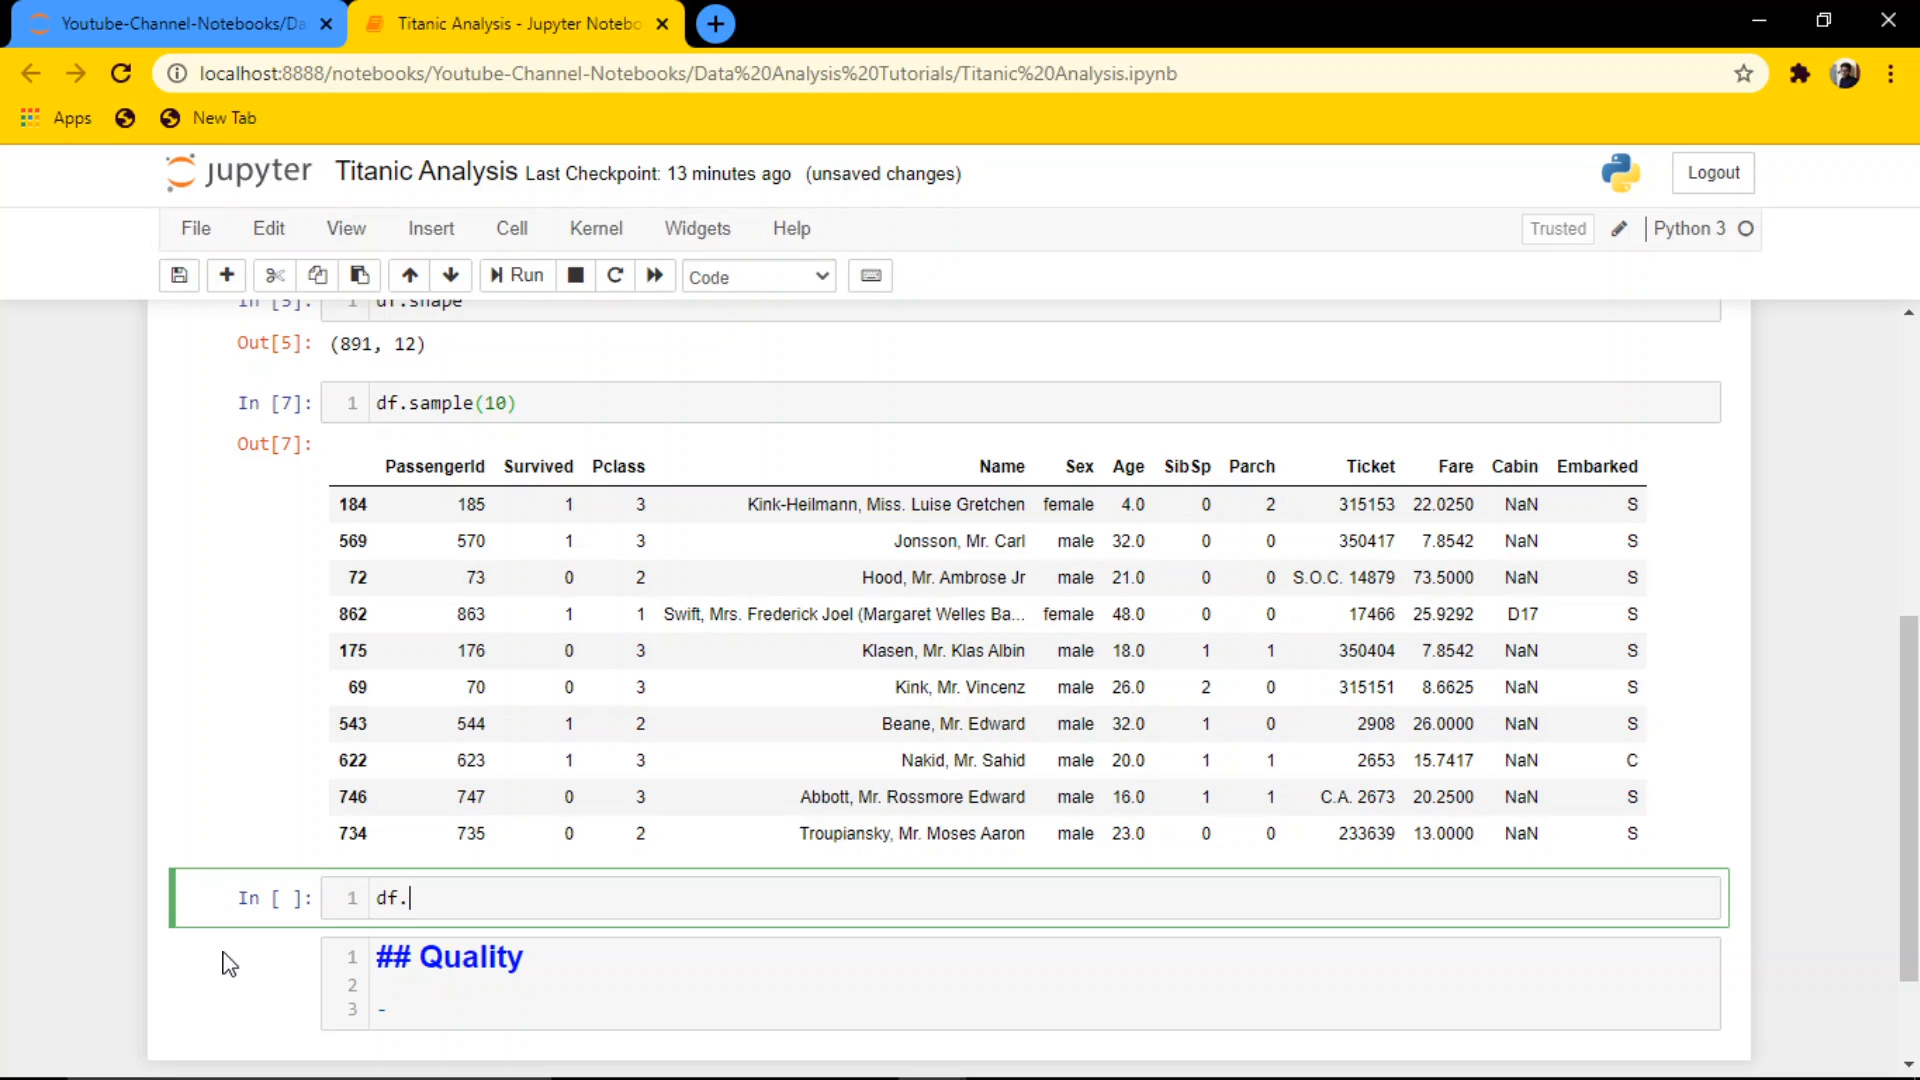 Youtube-Channel-Notebooks/Da
Titanic Analysis - Jupyter Notebo
localhost:8888/notebooks/Youtube-Channel-Notebooks/Data%20Analysis%20Tutorials/Titanic%20Analysis.ipynb
Apps New Tab
jupyter Titanic Analysis Last Checkpoint: 13 minutes ago (unsaved changes) Logout
File Edit View Insert Cell Kernel Widgets Help Trusted Python 3
Run Code
In [5]: 1 df.shape
Out[5]: (891, 12)
In [7]: 1 df.sample(10)
Out[7]:
PassengerId Survived Pclass Name Sex Age SibSp Parch Ticket Fare Cabin Embarked
184 185 1 3 Kink-Heilmann, Miss. Luise Gretchen female 4.0 0 2 315153 22.0250 NaN S
569 570 1 3 Jonsson, Mr. Carl male 32.0 0 0 350417 7.8542 NaN S
72 73 0 2 Hood, Mr. Ambrose Jr male 21.0 0 0 S.O.C. 14879 73.5000 NaN S
862 863 1 1 Swift, Mrs. Frederick Joel (Margaret Welles Ba... female 48.0 0 0 17466 25.9292 D17 S
175 176 0 3 Klasen, Mr. Klas Albin male 18.0 1 1 350404 7.8542 NaN S
69 70 0 3 Kink, Mr. Vincenz male 26.0 2 0 315151 8.6625 NaN S
543 544 1 2 Beane, Mr. Edward male 32.0 1 0 2908 26.0000 NaN S
622 623 1 3 Nakid, Mr. Sahid male 20.0 1 1 2653 15.7417 NaN C
746 747 0 3 Abbott, Mr. Rossmore Edward male 16.0 1 1 C.A. 2673 20.2500 NaN S
734 735 0 2 Troupiansky, Mr. Moses Aaron male 23.0 0 0 233639 13.0000 NaN S
In [ ]: 1 df.
1 ## Quality
2
3 -